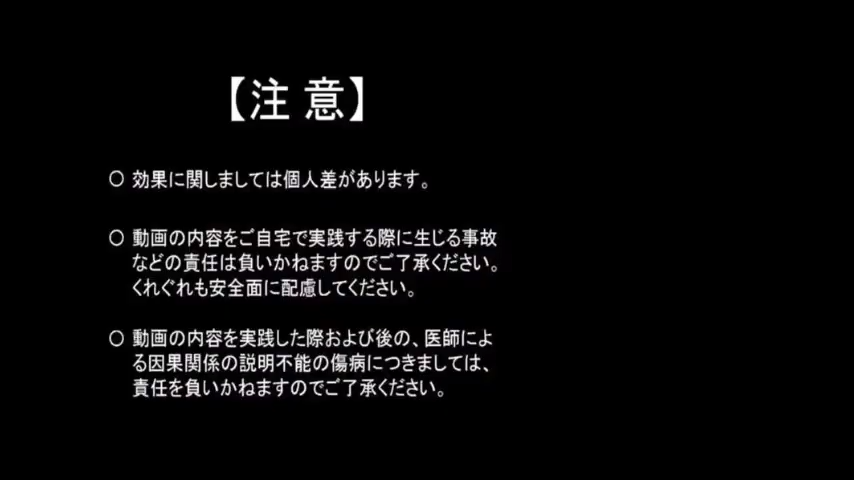 【注 意】
○ 効果に関しましては個人差があります。
○ 動画の内容をご自宅で実践する際に生じる事故
などの責任は負いかねますのでご了承ください。
くれぐれも安全面に配慮してください。
○ 動画の内容を実践した際および後の、医師によ
る因果関係の説明不能の傷病につきましては、
責任を負いかねますのでご了承ください。